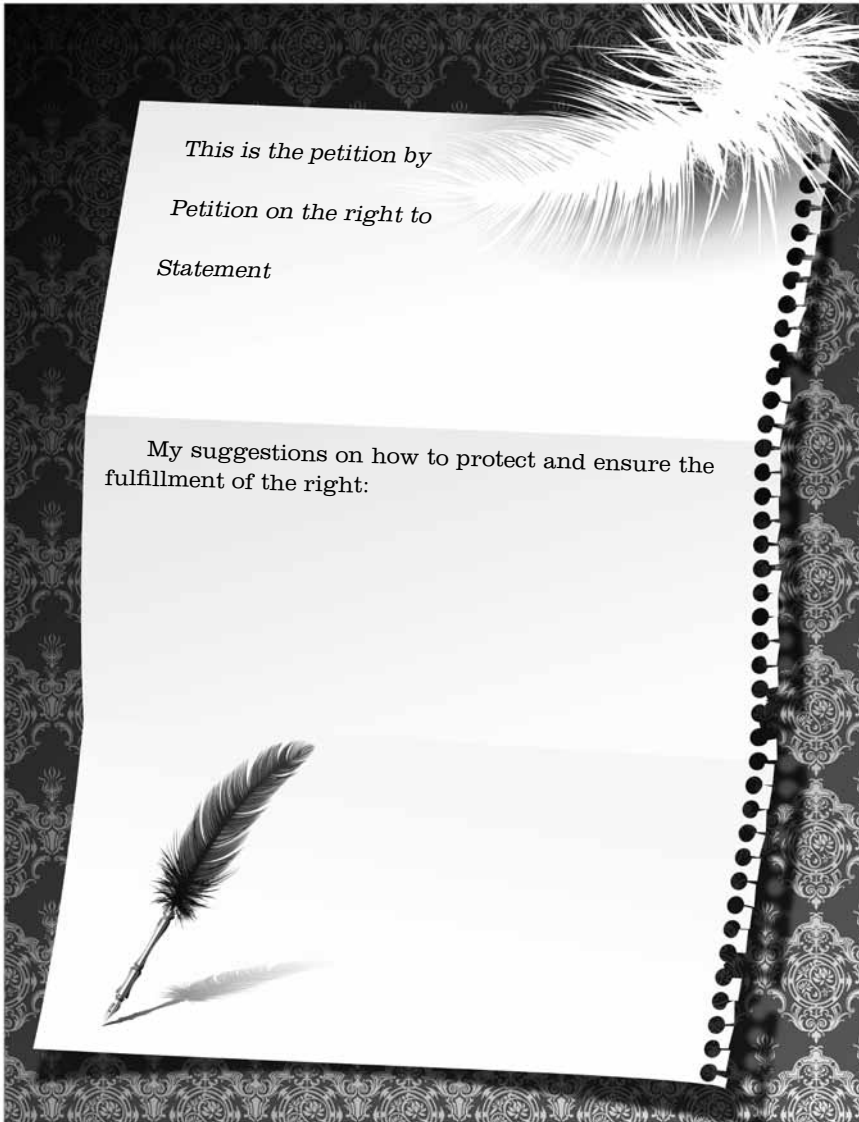 This is the petition by
Petition on the right to
Statement
My suggestions on how to protect and ensure the
fulfillment of the right: